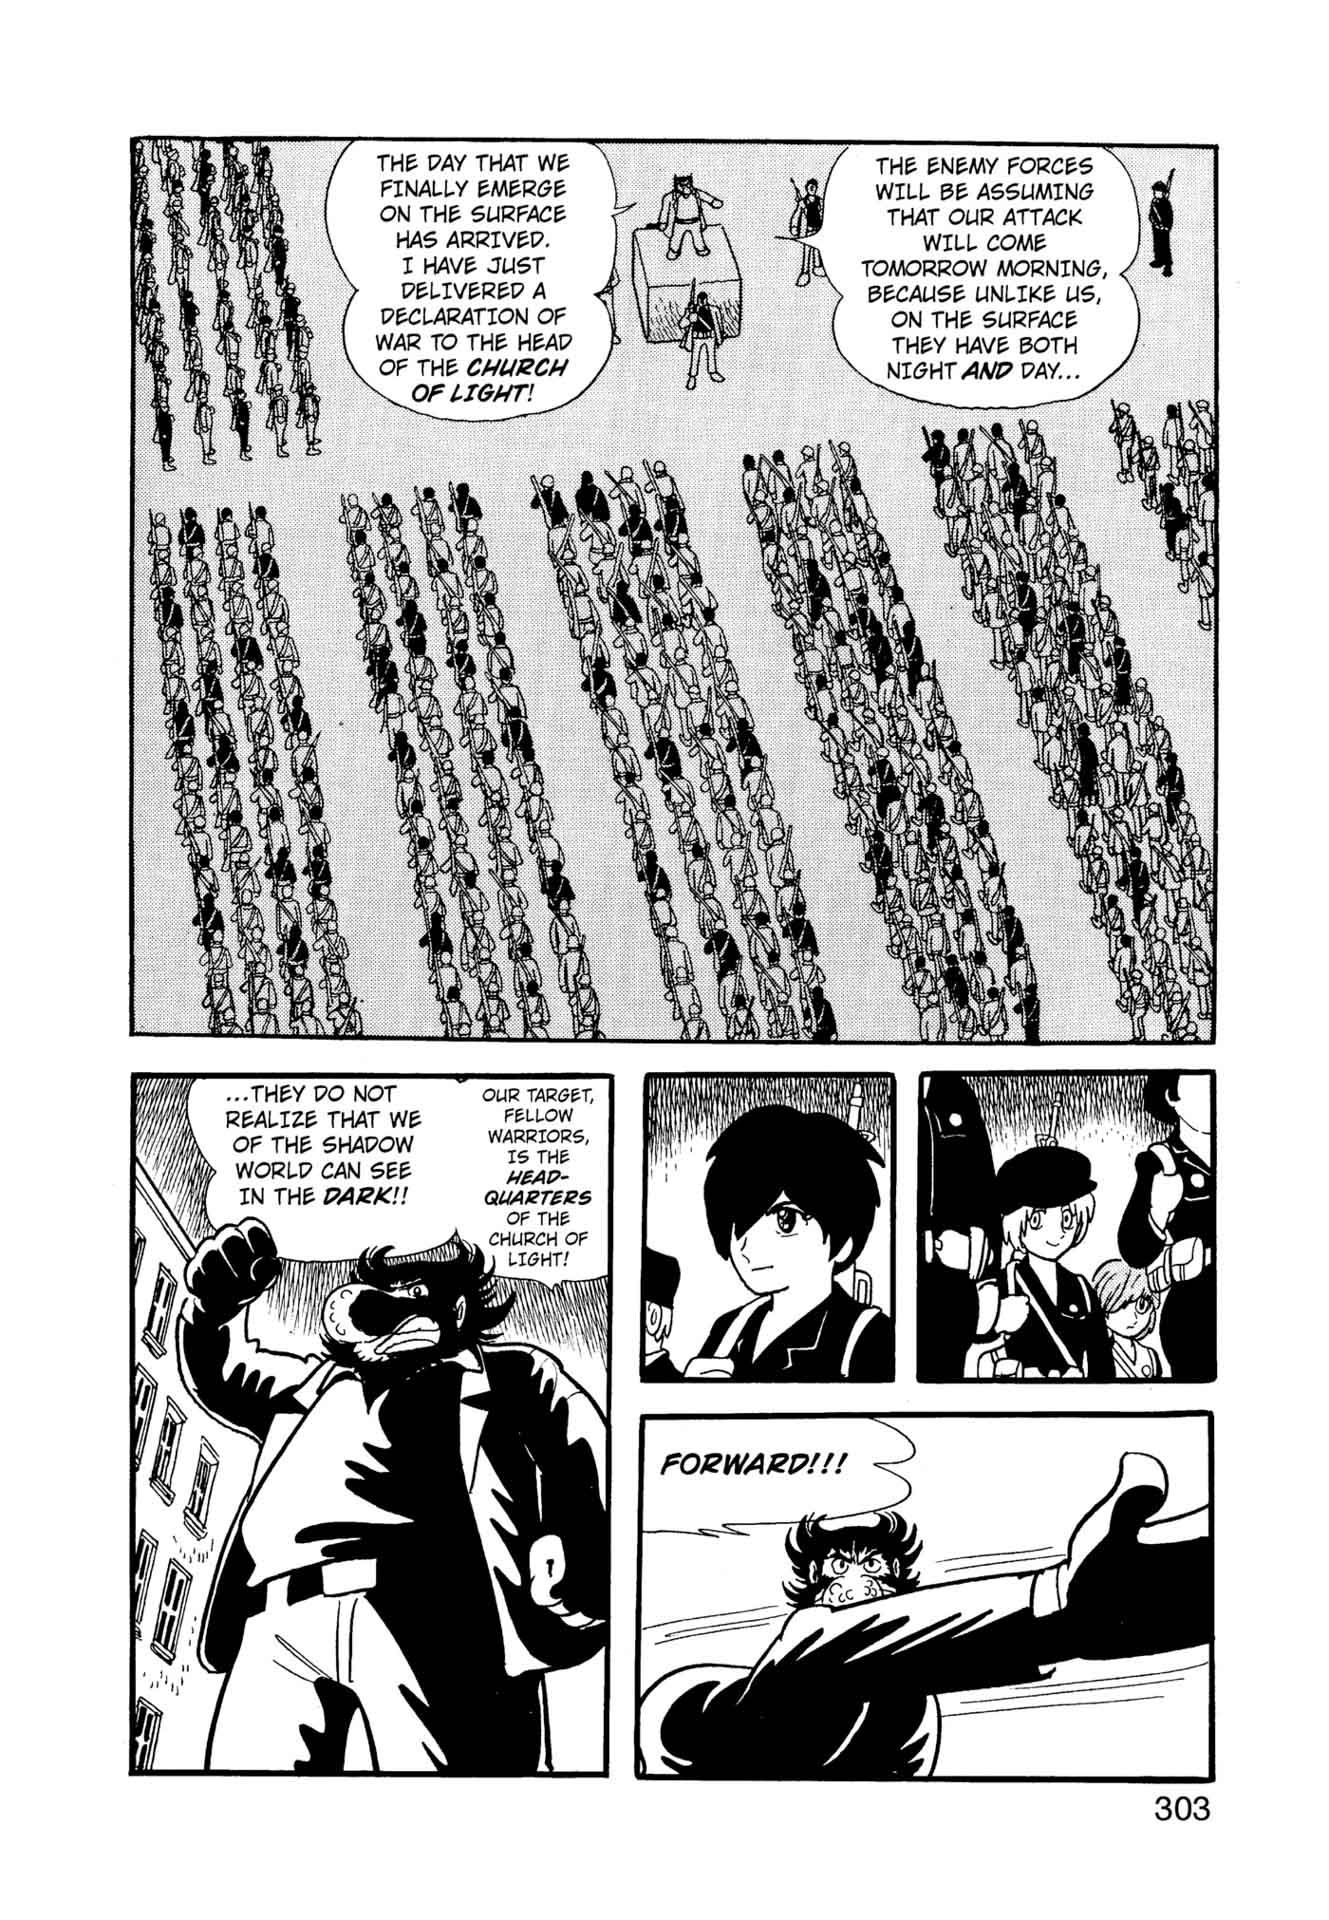 THE DAY THAT WE
FINALLY EMERGE
ON THE SURFACE
HAS ARRIVED.
I HAVE JUST
DELIVERED A
DECLARATION OF
WAR TO THE HEAD
OF THE CHURCH
OF LIGHT!
THE ENEMY FORCES
WILL BE ASSUMING
THAT OUR ATTACK
WILL COME
TOMORROW MORNING,
BECAUSE UNLIKE US,
ON THE SURFACE
THEY HAVE BOTH
NIGHT AND DAY...
...THEY DO NOT
REALIZE THAT WE
OF THE SHADOW
WORLD CAN SEE
IN THE DARK!!
OUR TARGET,
FELLOW
WARRIORS,
IS THE
HEAD-
QUARTERS
OF THE
CHURCH OF
LIGHT!
FORWARD!!!
303